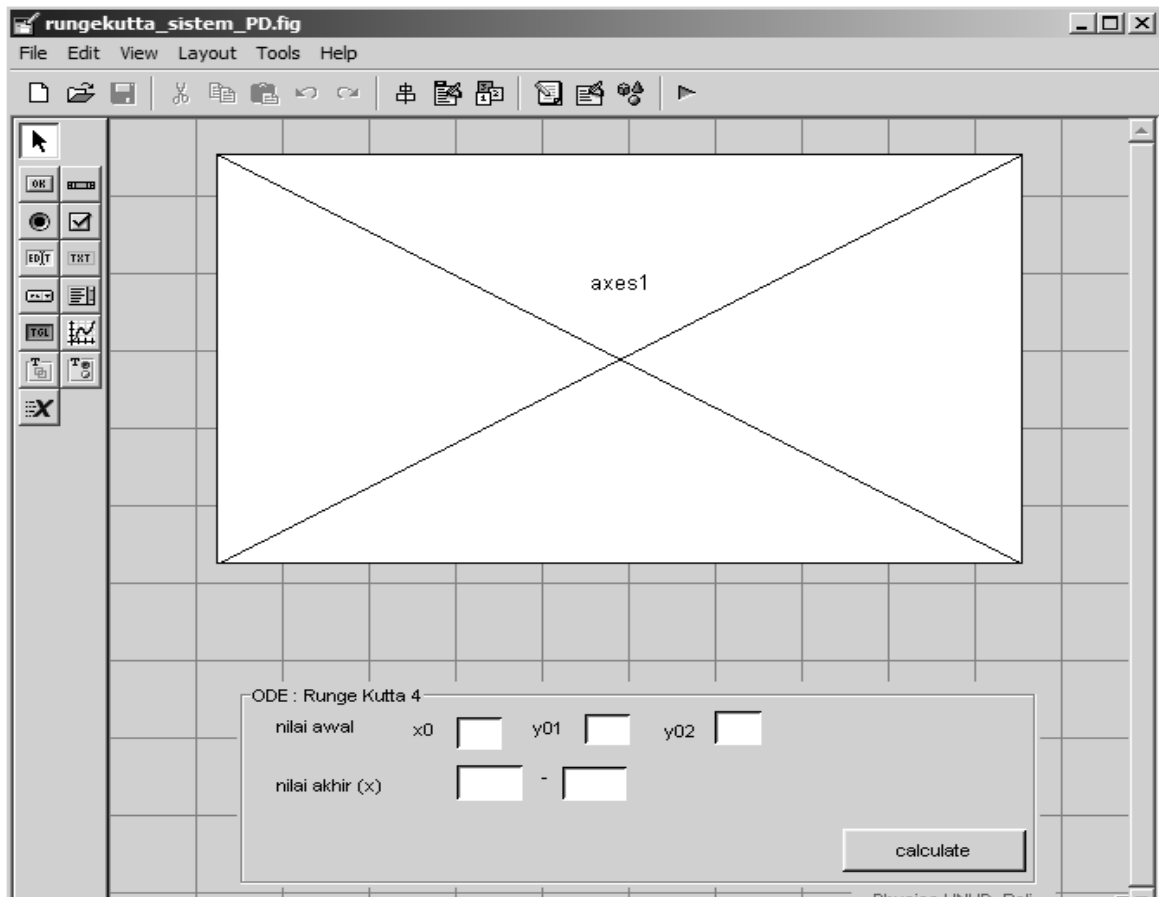 rungekutta_sistem_PD.fig
File Edit View Layout Tools Help
OK
EDIT TXT
TGL
axes1
ODE : Runge Kutta 4
nilai awal x0 y01 y02
nilai akhir (x) -
calculate